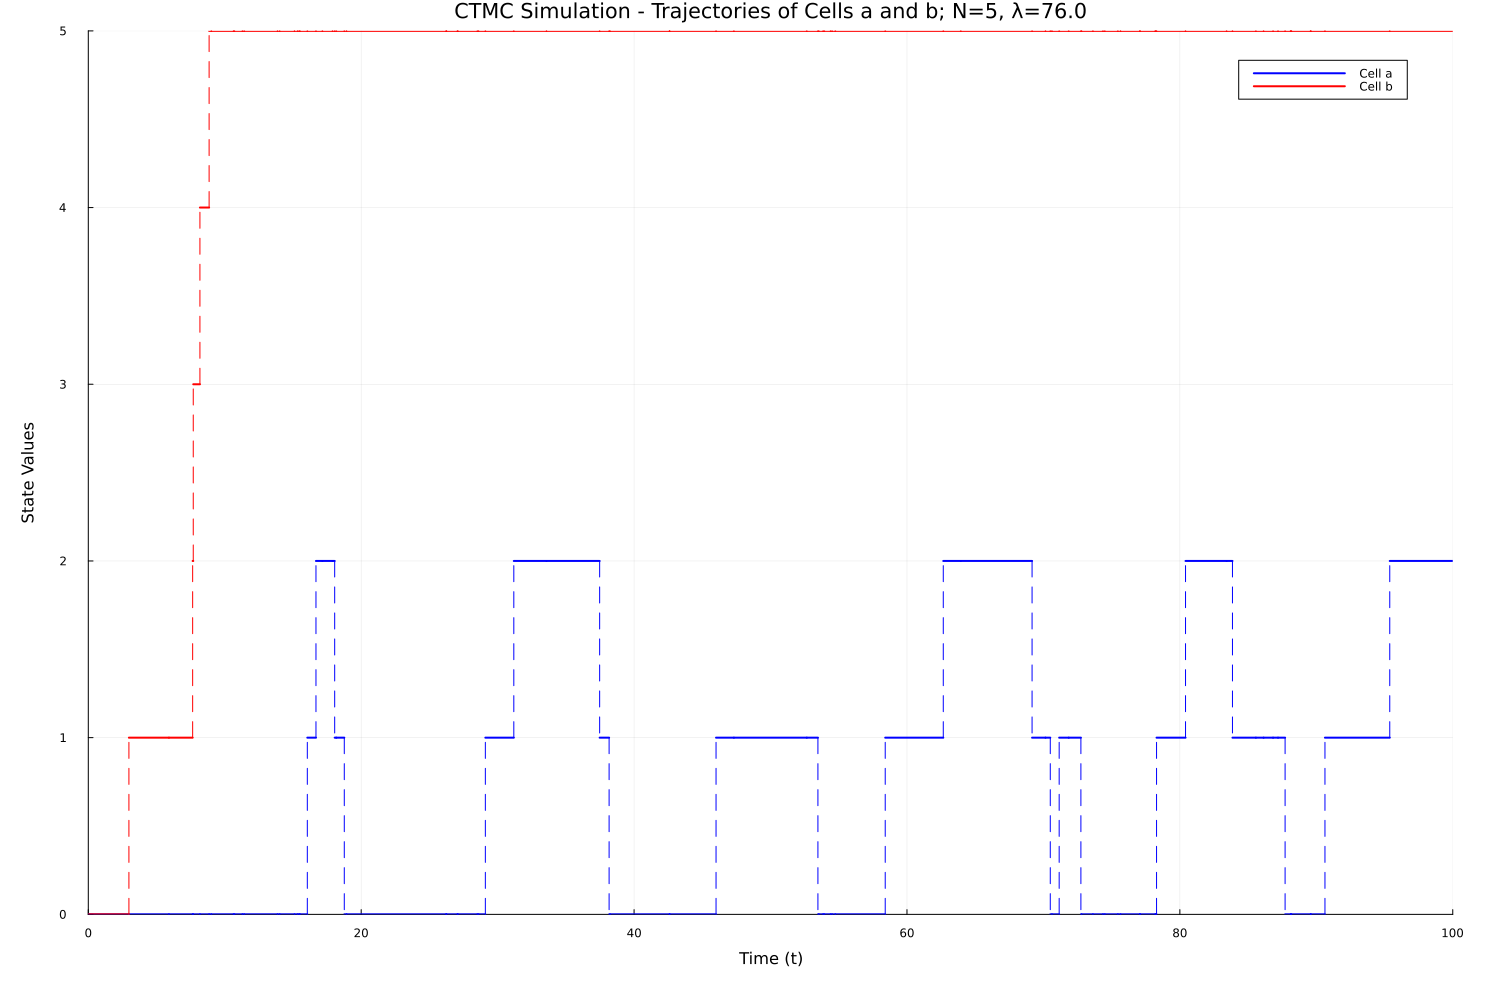 CTMC Simulation - Trajectories of Cells a and b; N=5, λ=76.0
5
4
3
2
1
0
State Values
Cell a
Cell b
0 20 40 60 80 100
Time (t)